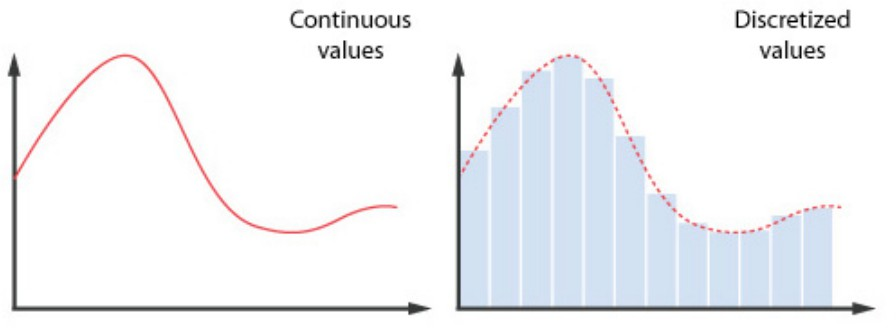 Continuous
values
Discretized
values